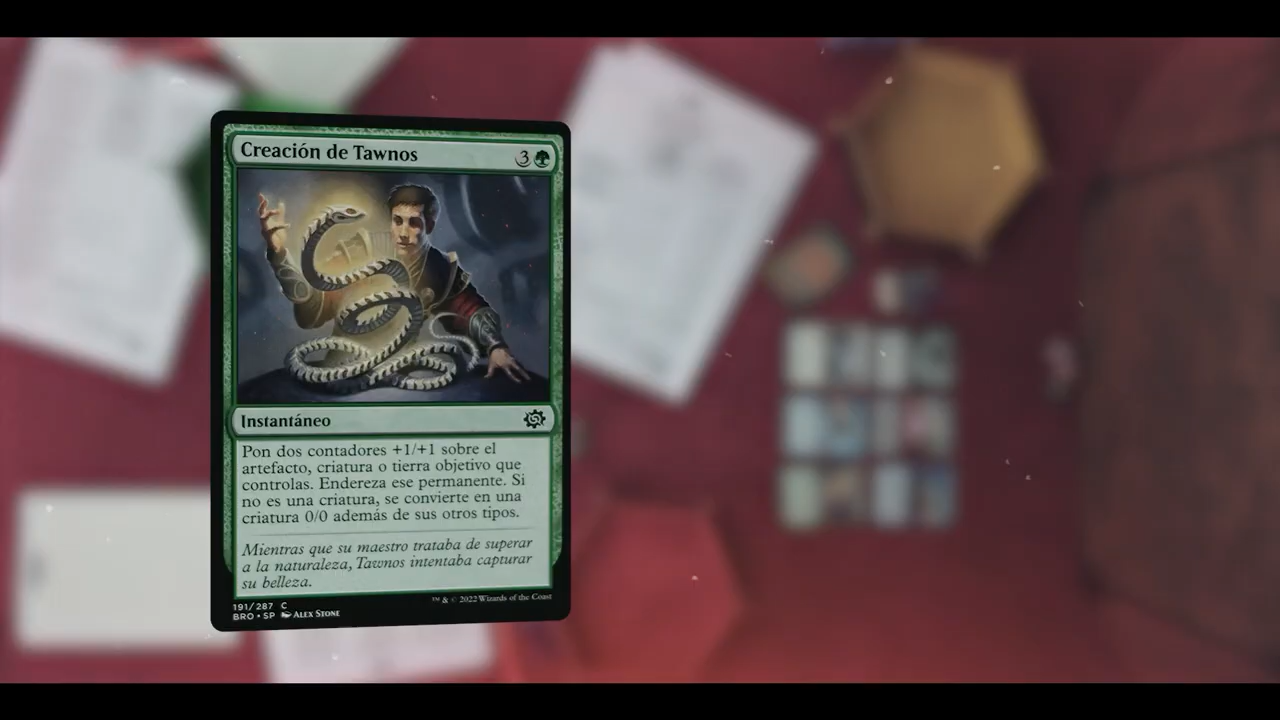 Creación de Tawnos 3
Instantáneo
Pon dos contadores +1/+1 sobre el
artefacto, criatura o tierra objetivo que
controlas. Endereza ese permanente. Si
no es una criatura, se convierte en una
criatura 0/0 además de sus otros tipos.
Mientras que su maestro trataba de superar
a la naturaleza, Tawnos intentaba capturar
su belleza.
191/287 C
BRO • SP ALEX STONE
™ & © 2022 Wizards of the Coast